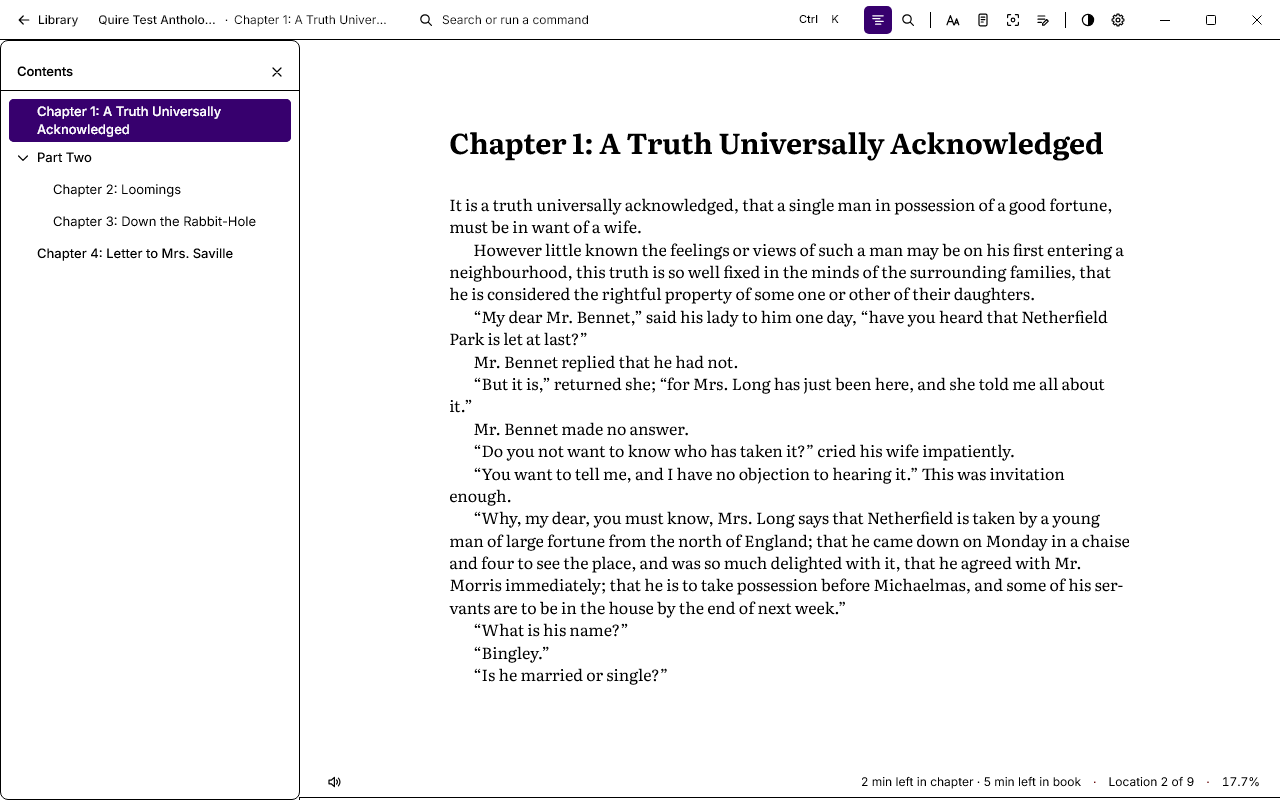 Library
Quire Test Antholo... · Chapter 1: A Truth Univer...
Search or run a command
Ctrl K
Contents
Chapter 1: A Truth Universally
Acknowledged
Part Two
Chapter 2: Loomings
Chapter 3: Down the Rabbit-Hole
Chapter 4: Letter to Mrs. Saville
Chapter 1: A Truth Universally Acknowledged
It is a truth universally acknowledged, that a single man in possession of a good fortune,
must be in want of a wife.
However little known the feelings or views of such a man may be on his first entering a
neighbourhood, this truth is so well fixed in the minds of the surrounding families, that
he is considered the rightful property of some one or other of their daughters.
“My dear Mr. Bennet,” said his lady to him one day, “have you heard that Netherfield
Park is let at last?”
Mr. Bennet replied that he had not.
“But it is,” returned she; “for Mrs. Long has just been here, and she told me all about
it.”
Mr. Bennet made no answer.
“Do you not want to know who has taken it?” cried his wife impatiently.
“You want to tell me, and I have no objection to hearing it.” This was invitation
enough.
“Why, my dear, you must know, Mrs. Long says that Netherfield is taken by a young
man of large fortune from the north of England; that he came down on Monday in a chaise
and four to see the place, and was so much delighted with it, that he agreed with Mr.
Morris immediately; that he is to take possession before Michaelmas, and some of his ser-
vants are to be in the house by the end of next week.”
“What is his name?”
“Bingley.”
“Is he married or single?”
2 min left in chapter · 5 min left in book · Location 2 of 9 · 17.7%